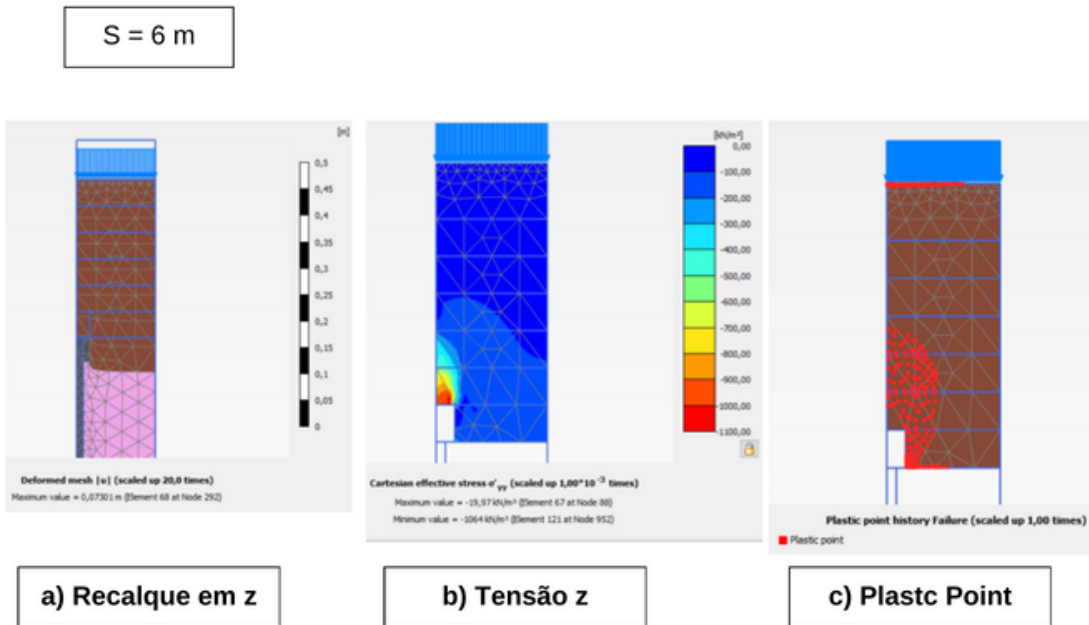 S = 6 m
[m]
0,5
0,45
0,4
0,35
0,3
0,25
0,2
0,15
0,1
0,05
0
Deformed mesh |u| (scaled up 20,0 times)
Maximum value = 0,07301 m (Element 68 at Node 292)
[kN/m²]
0,00
-100,00
-200,00
-300,00
-400,00
-500,00
-600,00
-700,00
-800,00
-900,00
-1000,00
-1100,00
Cartesian effective stress σ'yy (scaled up 1,00*10⁻³ times)
Maximum value = -19,97 kN/m² (Element 67 at Node 88)
Minimum value = -1064 kN/m² (Element 121 at Node 952)
Plastic point history Failure (scaled up 1,00 times)
Plastic point
a) Recalque em z
b) Tensão z
c) Plastc Point